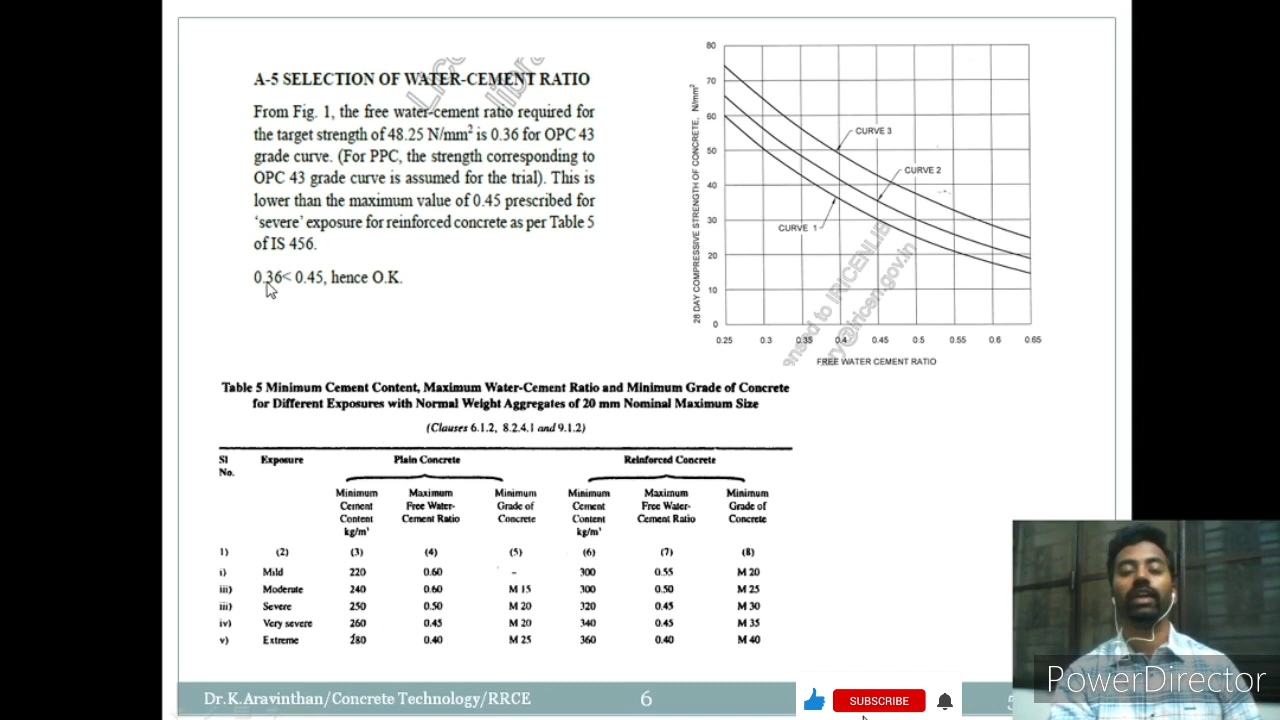 A-5 SELECTION OF WATER-CEMENT RATIO
From Fig. 1, the free water-cement ratio required for
the target strength of 48.25 N/mm² is 0.36 for OPC 43
grade curve. (For PPC, the strength corresponding to
OPC 43 grade curve is assumed for the trial). This is
lower than the maximum value of 0.45 prescribed for
‘severe’ exposure for reinforced concrete as per Table 5
of IS 456.
0.36< 0.45, hence O.K.
28 DAY COMPRESSIVE STRENGTH OF CONCRETE, N/mm²
80
70
60
50
40
30
20
10
0
CURVE 3
CURVE 2
CURVE 1
0.25 0.3 0.35 0.4 0.45 0.5 0.55 0.6 0.65
FREE WATER CEMENT RATIO
to IRICENLIB
@iricen.gov.in
Table 5 Minimum Cement Content, Maximum Water-Cement Ratio and Minimum Grade of Concrete
for Different Exposures with Normal Weight Aggregates of 20 mm Nominal Maximum Size
(Clauses 6.1.2, 8.2.4.1 and 9.1.2)
Sl Exposure Plain Concrete Reinforced Concrete
No.
Minimum Maximum Minimum Minimum Maximum Minimum
Cement Free Water- Grade of Cement Free Water- Grade of
Content Cement Ratio Concrete Content Cement Ratio Concrete
kg/m³ kg/m³
1) (2) (3) (4) (5) (6) (7) (8)
i) Mild 220 0.60 – 300 0.55 M 20
iii) Moderate 240 0.60 M 15 300 0.50 M 25
iii) Severe 250 0.50 M 20 320 0.45 M 30
iv) Very severe 260 0.45 M 20 340 0.45 M 35
v) Extreme 280 0.40 M 25 360 0.40 M 40
Dr.K.Aravinthan/Concrete Technology/RRCE 6
SUBSCRIBE
PowerDirector